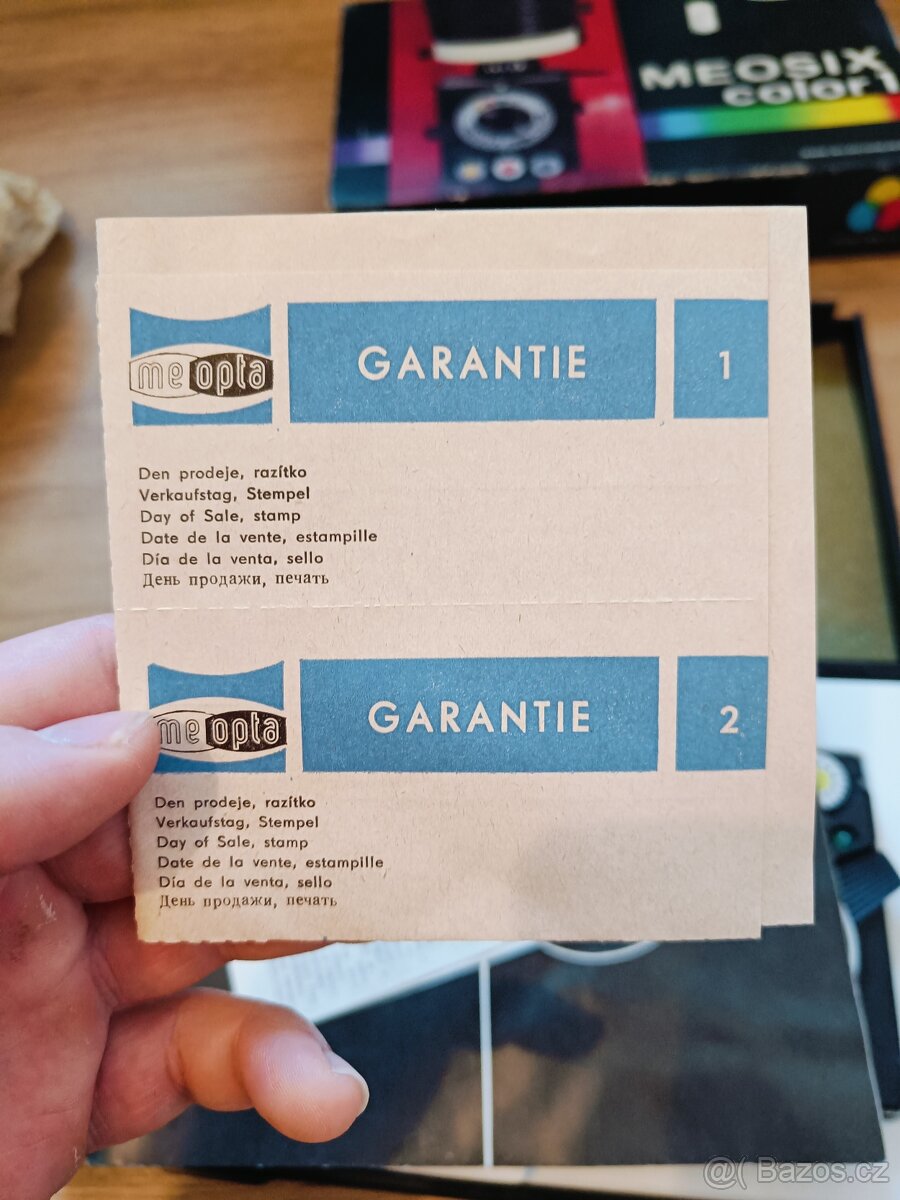 MEOSIX
color 1
meopta
GARANTIE
1
Den prodeje, razítko
Verkaufstag, Stempel
Day of Sale, stamp
Date de la vente, estampille
Día de la venta, sello
День продажи, печать
meopta
GARANTIE
2
Den prodeje, razítko
Verkaufstag, Stempel
Day of Sale, stamp
Date de la vente, estampille
Día de la venta, sello
День продажи, печать
@( Bazos.cz